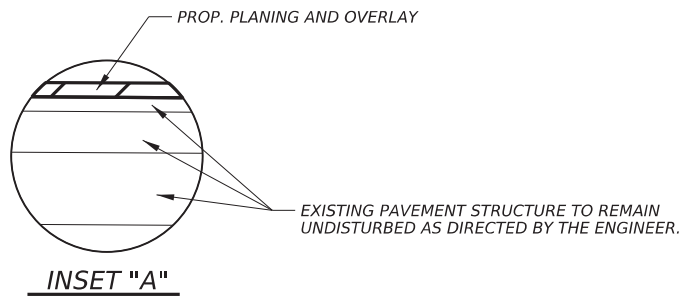 PROP. PLANING AND OVERLAY
EXISTING PAVEMENT STRUCTURE TO REMAIN
UNDISTURBED AS DIRECTED BY THE ENGINEER.
INSET "A"